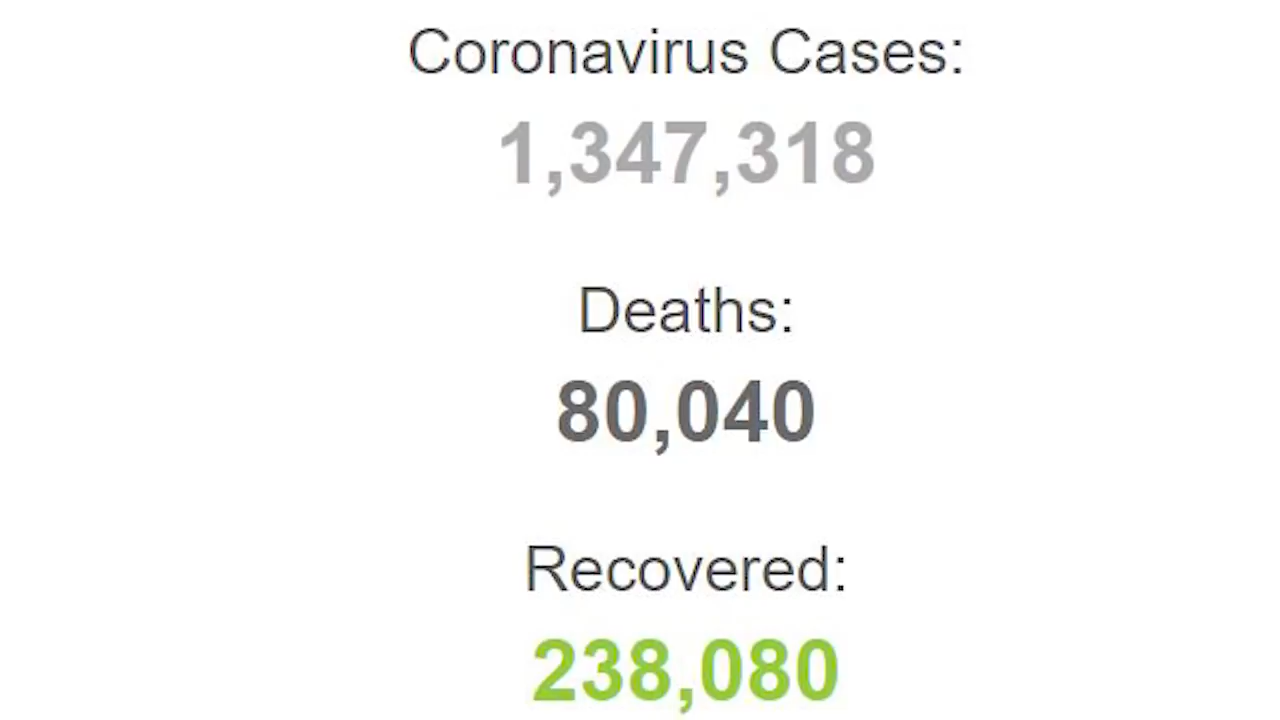 Coronavirus Cases:
1,347,318
Deaths:
80,040
Recovered:
238,080